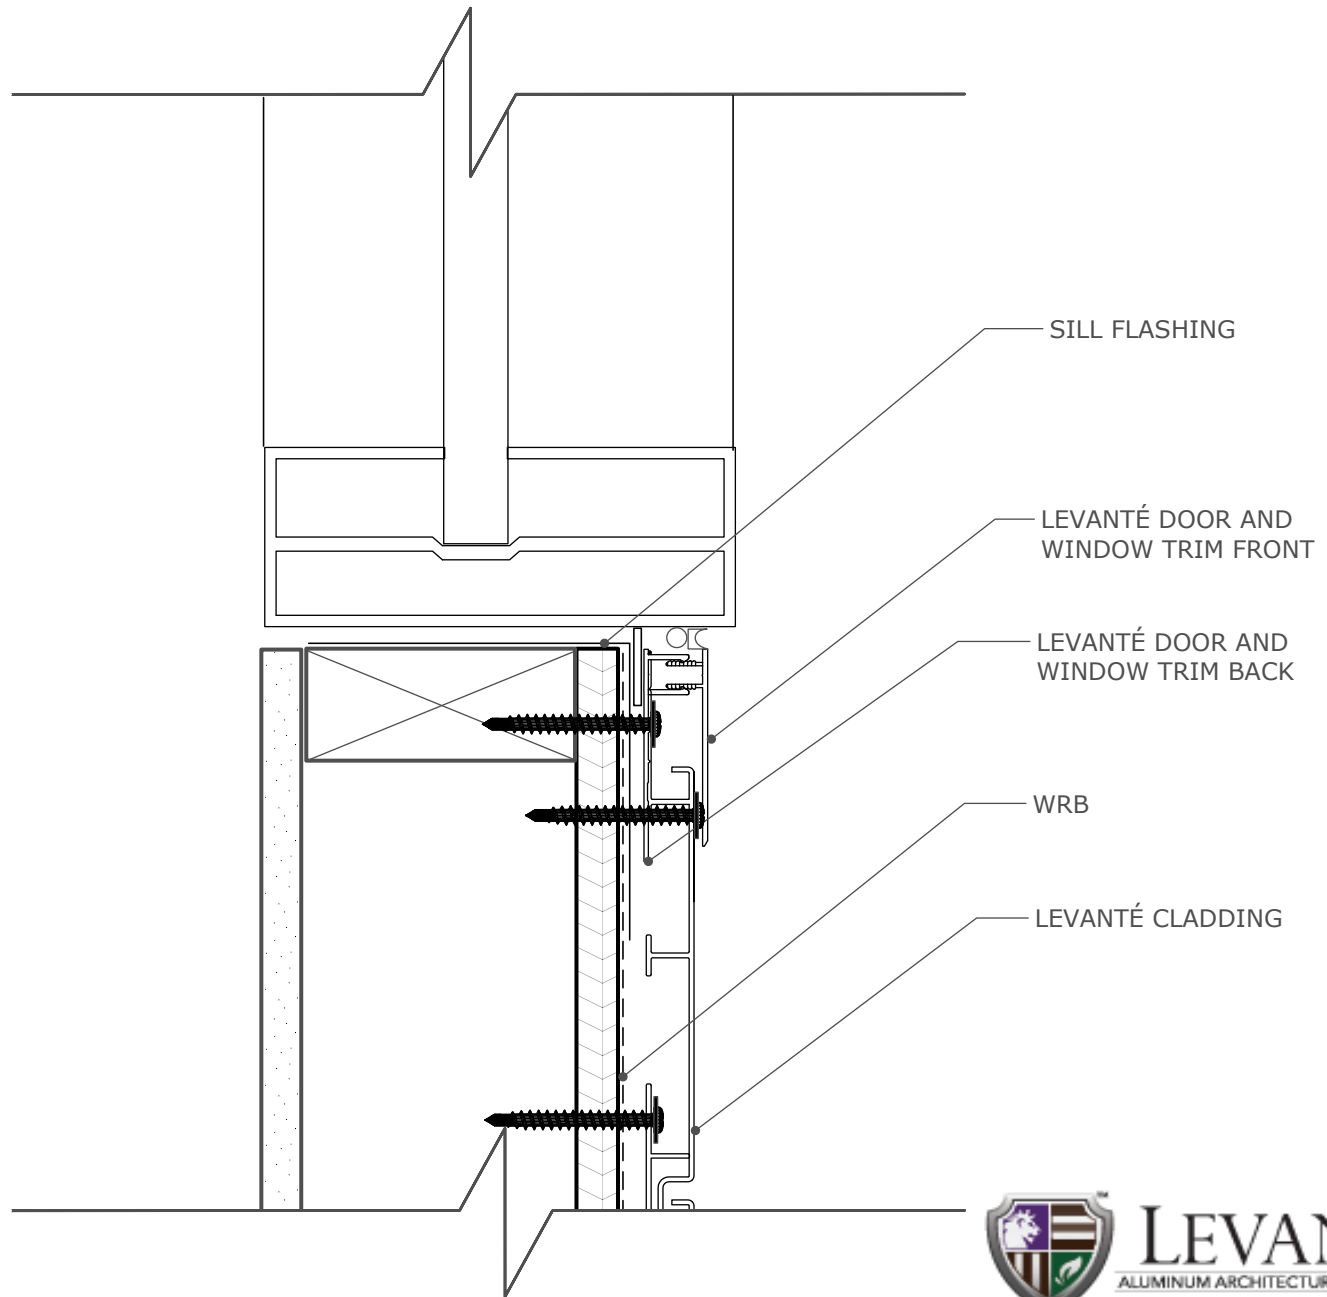 SILL FLASHING
LEVANTÉ DOOR AND
WINDOW TRIM FRONT
LEVANTÉ DOOR AND
WINDOW TRIM BACK
WRB
LEVANTÉ CLADDING
LEVAN
ALUMINUM ARCHITECTUR